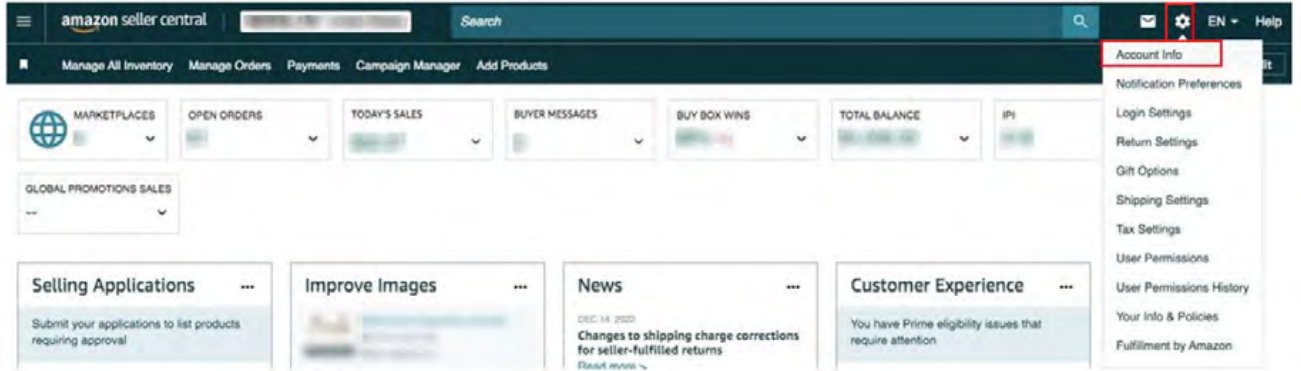 amazon seller central
Search
EN
Help
Manage All Inventory
Manage Orders
Payments
Campaign Manager
Add Products
Account Info
Notification Preferences
Login Settings
Return Settings
Gift Options
Shipping Settings
Tax Settings
User Permissions
User Permissions History
Your Info & Policies
Fulfillment by Amazon
MARKETPLACES
OPEN ORDERS
TODAY'S SALES
BUYER MESSAGES
BUY BOX WINS
TOTAL BALANCE
IPI
GLOBAL PROMOTIONS SALES
--
Selling Applications
Submit your applications to list products
requiring approval
Improve Images
News
DEC 14, 2022
Changes to shipping charge corrections
for seller-fulfilled returns
Read more >
Customer Experience
You have Prime eligibility issues that
require attention